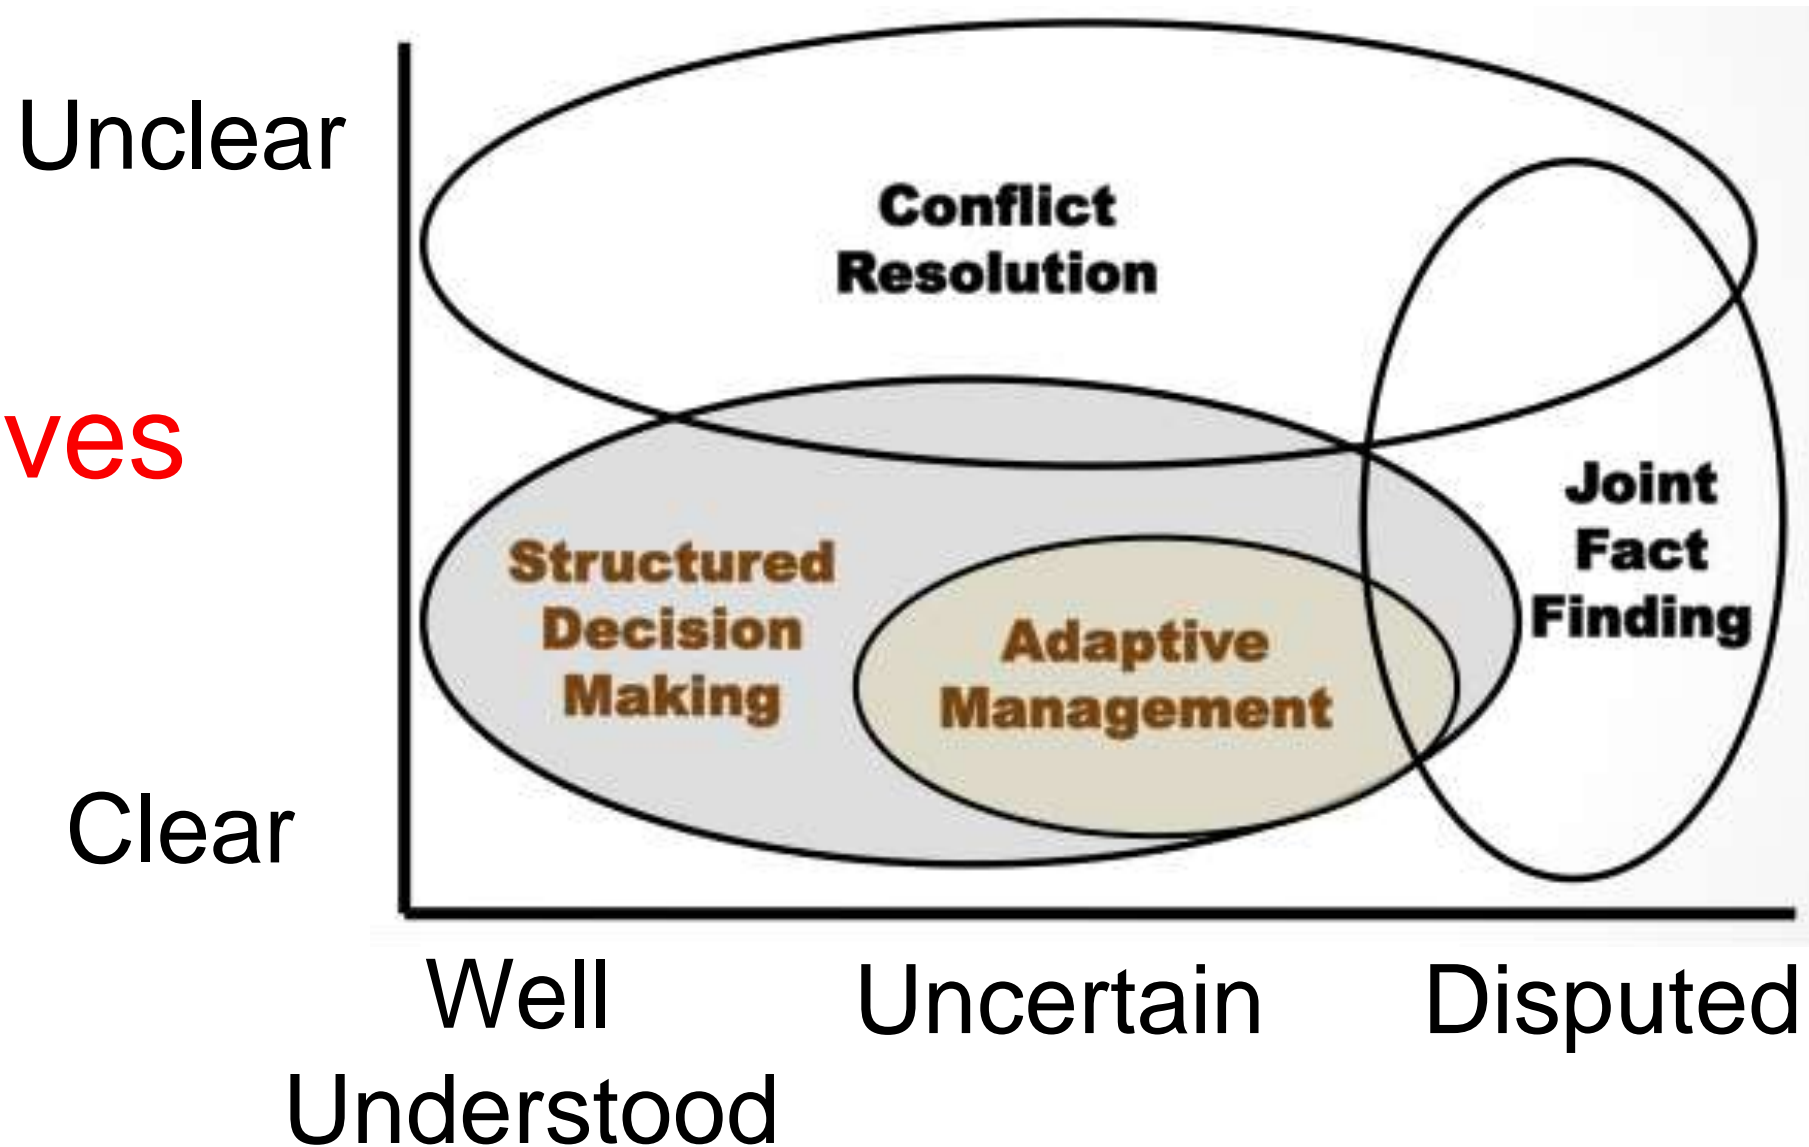 Unclear
Conflict
Resolution
ves
Structured
Decision
Making
Adaptive
Management
Joint
Fact
Finding
Clear
Well
Understood
Uncertain
Disputed